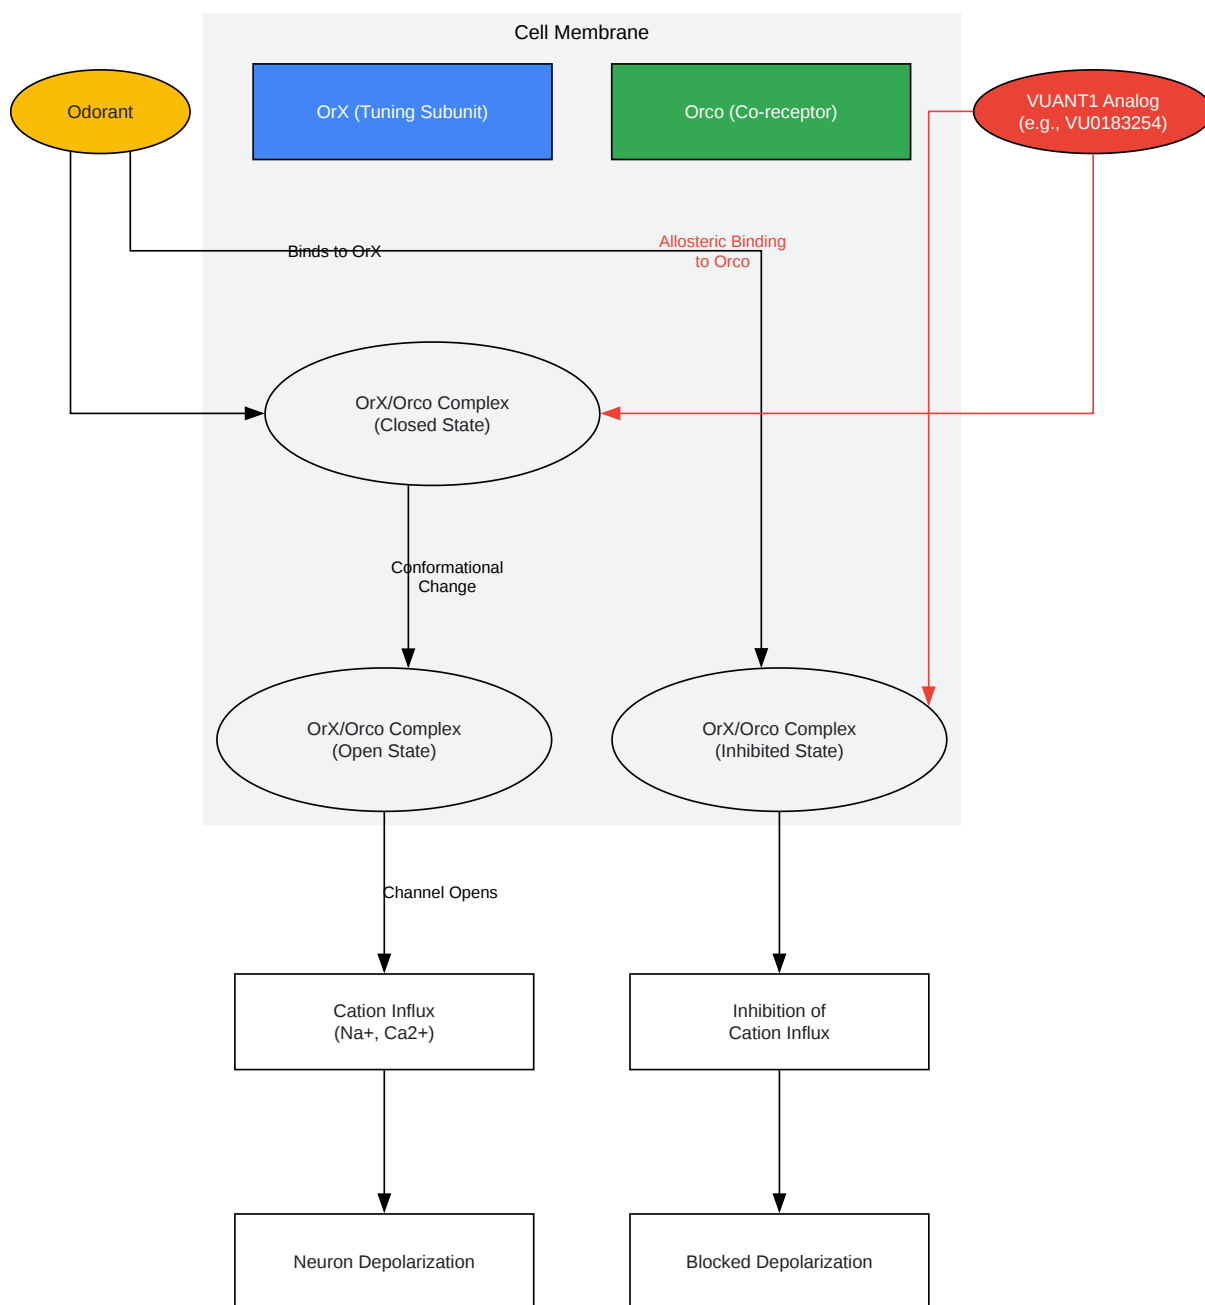 Cell Membrane
Odorant
OrX (Tuning Subunit)
Orco (Co-receptor)
VUANT1 Analog
(e.g., VU0183254)
Binds to OrX
Allosteric Binding
to Orco
OrX/Orco Complex
(Closed State)
Conformational
Change
OrX/Orco Complex
(Open State)
OrX/Orco Complex
(Inhibited State)
Channel Opens
Cation Influx
(Na+, Ca2+)
Inhibition of
Cation Influx
Neuron Depolarization
Blocked Depolarization